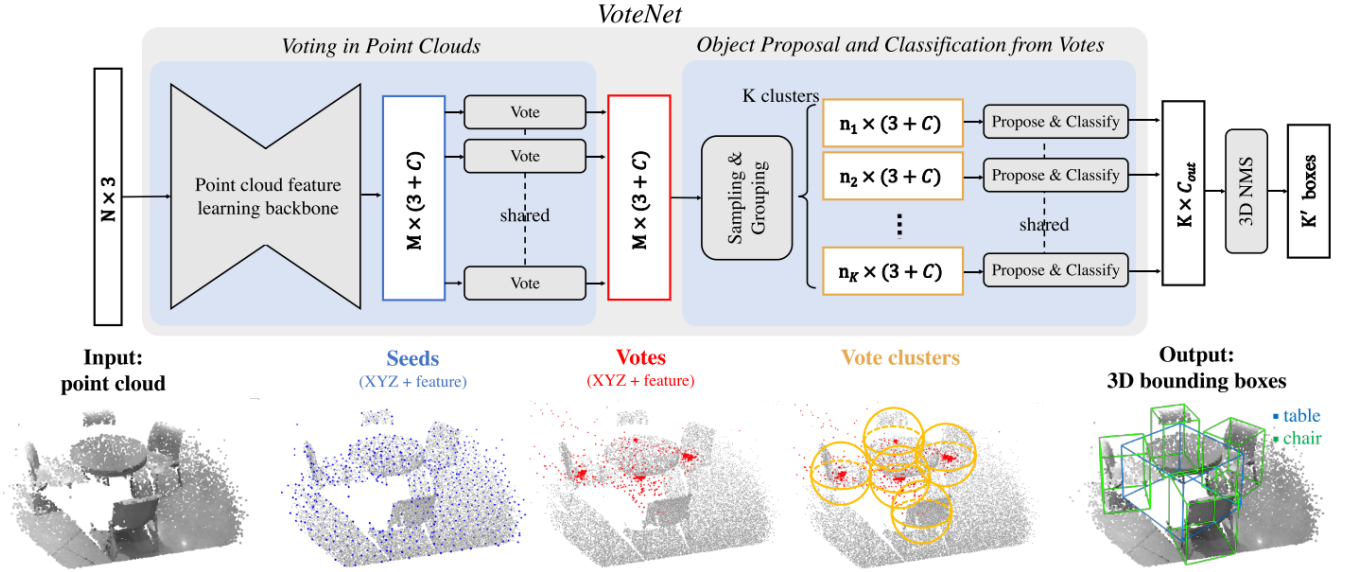 VoteNet
Voting in Point Clouds
Object Proposal and Classification from Votes
N × 3
Point cloud feature
learning backbone
M × (3 + C)
Vote
Vote
shared
Vote
M × (3 + C)
Sampling &
Grouping
K clusters
n₁ × (3 + C)
n₂ × (3 + C)
⋯
n_K × (3 + C)
Propose & Classify
Propose & Classify
shared
Propose & Classify
K × C_out
3D NMS
K′ boxes
Input:
point cloud
Seeds
(XYZ + feature)
Votes
(XYZ + feature)
Vote clusters
Output:
3D bounding boxes
table
chair